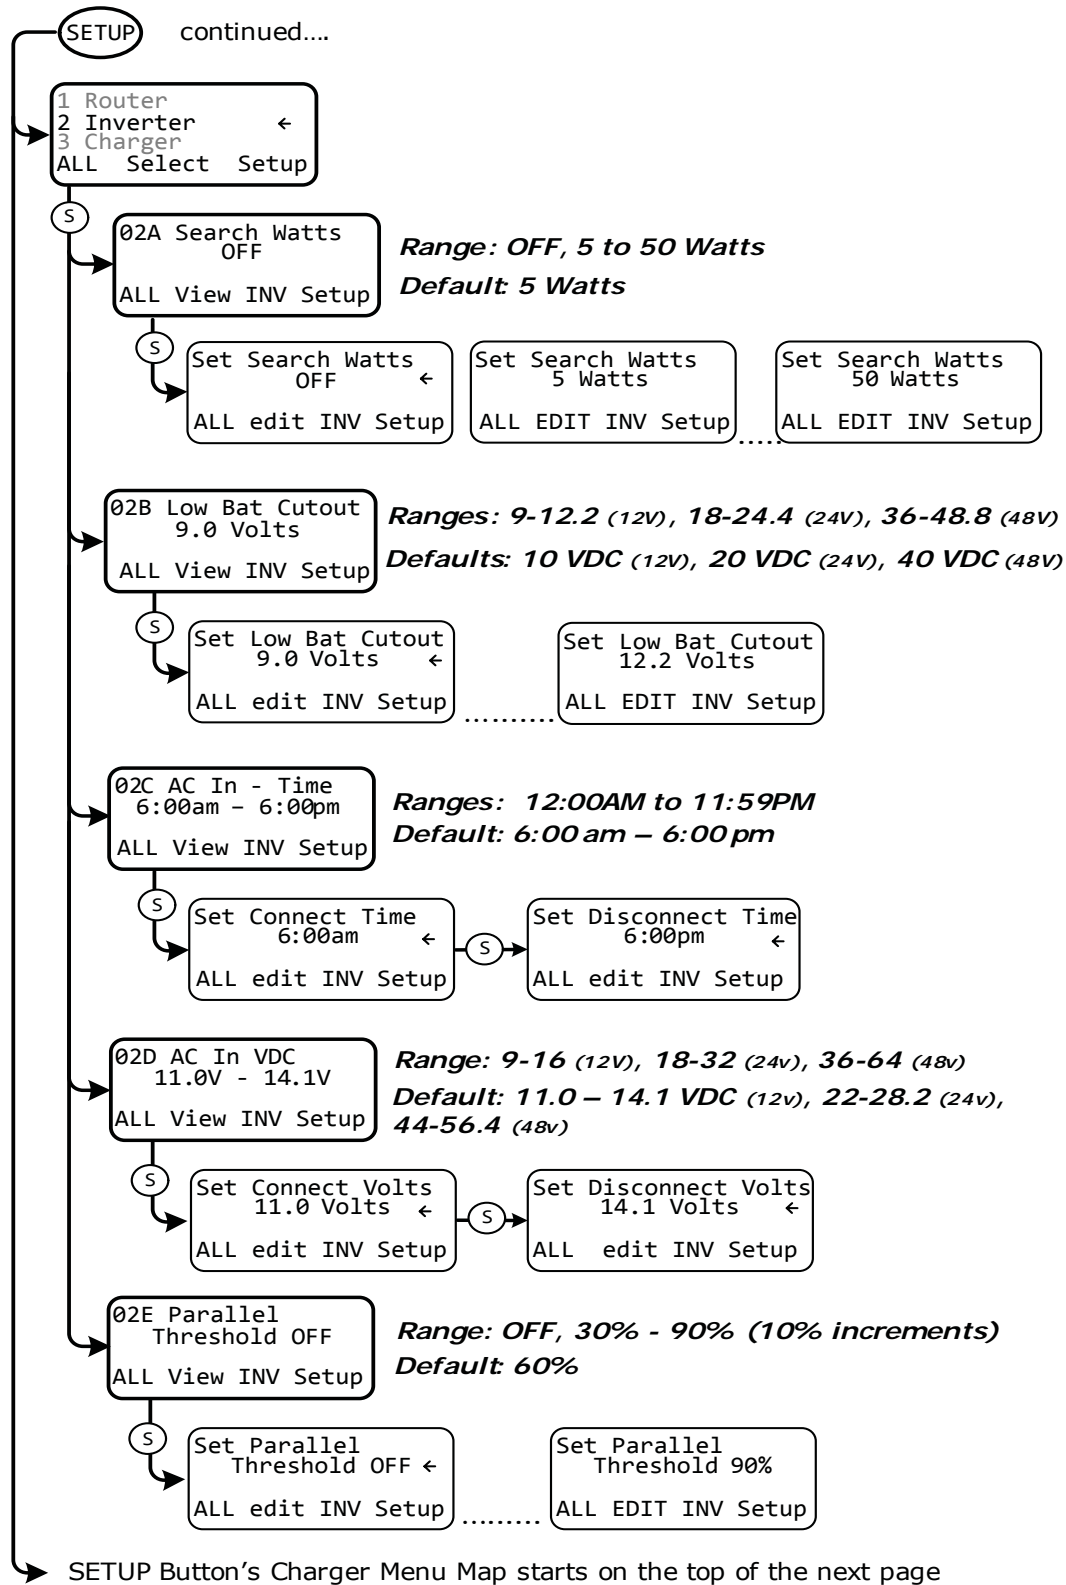 SETUP continued....
1 Router
2 Inverter ←
3 Charger
ALL Select Setup
S
02A Search Watts
OFF
ALL View INV Setup
Range: OFF, 5 to 50 Watts
Default: 5 Watts
S
Set Search Watts
OFF ←
ALL edit INV Setup
Set Search Watts
5 Watts
ALL EDIT INV Setup
.....
Set Search Watts
50 Watts
ALL EDIT INV Setup
02B Low Bat Cutout
9.0 Volts
ALL View INV Setup
Ranges: 9-12.2 (12V), 18-24.4 (24V), 36-48.8 (48V)
Defaults: 10 VDC (12V), 20 VDC (24V), 40 VDC (48V)
S
Set Low Bat Cutout
9.0 Volts ←
ALL edit INV Setup
..........
Set Low Bat Cutout
12.2 Volts
ALL EDIT INV Setup
02C AC In - Time
6:00am – 6:00pm
ALL View INV Setup
Ranges: 12:00AM to 11:59PM
Default: 6:00 am – 6:00 pm
S
Set Connect Time
6:00am ←
ALL edit INV Setup
S
Set Disconnect Time
6:00pm ←
ALL edit INV Setup
02D AC In VDC
11.0V - 14.1V
ALL View INV Setup
Range: 9-16 (12V), 18-32 (24v), 36-64 (48v)
Default: 11.0 – 14.1 VDC (12v), 22-28.2 (24v),
44-56.4 (48v)
S
Set Connect Volts
11.0 Volts ←
ALL edit INV Setup
S
Set Disconnect Volts
14.1 Volts ←
ALL edit INV Setup
02E Parallel
Threshold OFF
ALL View INV Setup
Range: OFF, 30% - 90% (10% increments)
Default: 60%
S
Set Parallel
Threshold OFF ←
ALL edit INV Setup
.........
Set Parallel
Threshold 90%
ALL EDIT INV Setup
SETUP Button's Charger Menu Map starts on the top of the next page